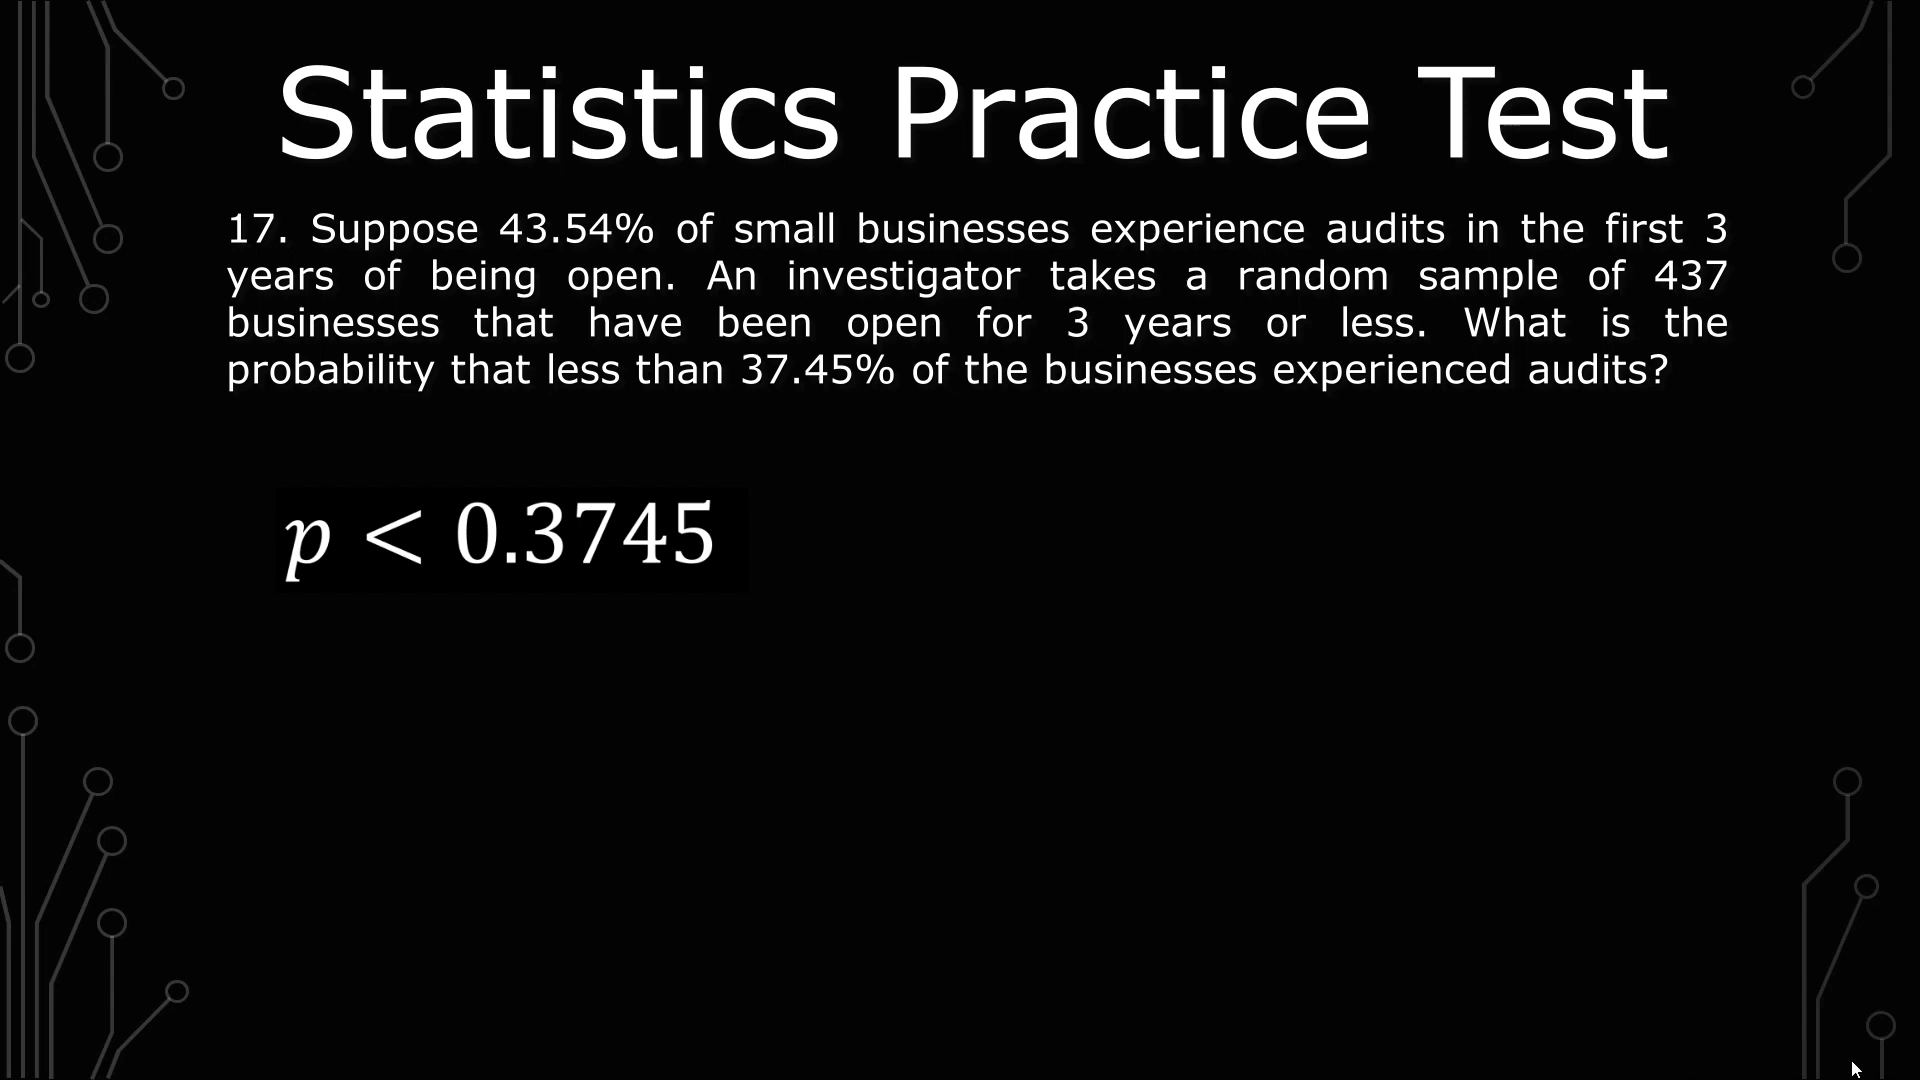 Statistics Practice Test
17. Suppose 43.54% of small businesses experience audits in the first 3
years of being open. An investigator takes a random sample of 437
businesses that have been open for 3 years or less. What is the
probability that less than 37.45% of the businesses experienced audits?
p < 0.3745